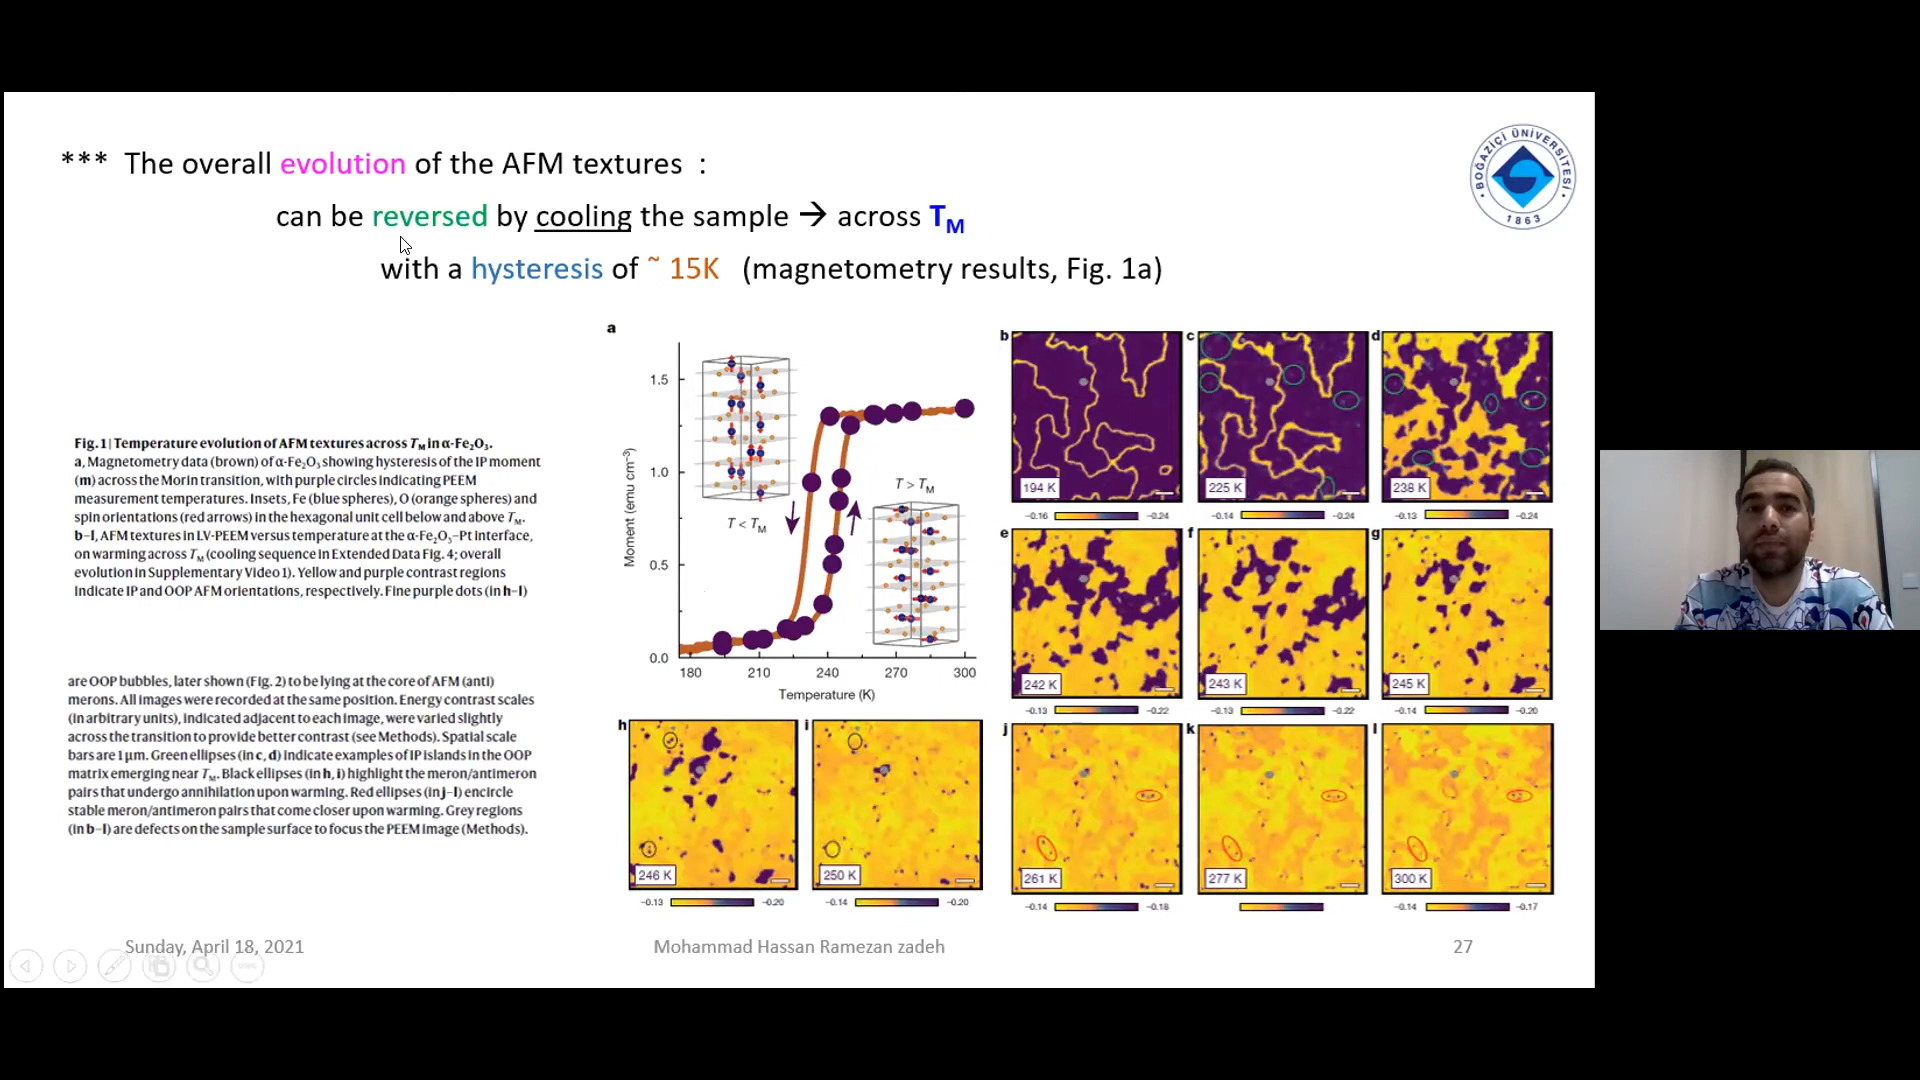 *** The overall evolution of the AFM textures :
can be reversed by cooling the sample → across TM
with a hysteresis of ~ 15K (magnetometry results, Fig. 1a)
BOĞAZİÇİ ÜNİVERSİTESİ
1863
Fig. 1 | Temperature evolution of AFM textures across TM in α-Fe₂O₃.
a, Magnetometry data (brown) of α-Fe₂O₃ showing hysteresis of the IP moment
(m) across the Morin transition, with purple circles indicating PEEM
measurement temperatures. Insets, Fe (blue spheres), O (orange spheres) and
spin orientations (red arrows) in the hexagonal unit cell below and above TM.
b–l, AFM textures in LV-PEEM versus temperature at the α-Fe₂O₃–Pt interface,
on warming across TM (cooling sequence in Extended Data Fig. 4; overall
evolution in Supplementary Video 1). Yellow and purple contrast regions
indicate IP and OOP AFM orientations, respectively. Fine purple dots (in h–l)
are OOP bubbles, later shown (Fig. 2) to be lying at the core of AFM (anti)
merons. All images were recorded at the same position. Energy contrast scales
(in arbitrary units), indicated adjacent to each image, were varied slightly
across the transition to provide better contrast (see Methods). Spatial scale
bars are 1 μm. Green ellipses (in c, d) indicate examples of IP islands in the OOP
matrix emerging near TM. Black ellipses (in h, i) highlight the meron/antimeron
pairs that undergo annihilation upon warming. Red ellipses (in j–l) encircle
stable meron/antimeron pairs that come closer upon warming. Grey regions
(in b–l) are defects on the sample surface to focus the PEEM image (Methods).
a
Moment (emu cm⁻³)
1.5
1.0
0.5
0.0
T < TM
T > TM
180 210 240 270 300
Temperature (K)
b
194 K
−0.16 −0.24
c
225 K
−0.14 −0.24
d
238 K
−0.13 −0.24
e
242 K
−0.13 −0.22
f
243 K
−0.13 −0.22
g
245 K
−0.14 −0.20
h
246 K
−0.13 −0.20
i
250 K
−0.14 −0.20
j
261 K
−0.14 −0.18
k
277 K
l
300 K
−0.14 −0.17
Sunday, April 18, 2021
Mohammad Hassan Ramezan zadeh
27